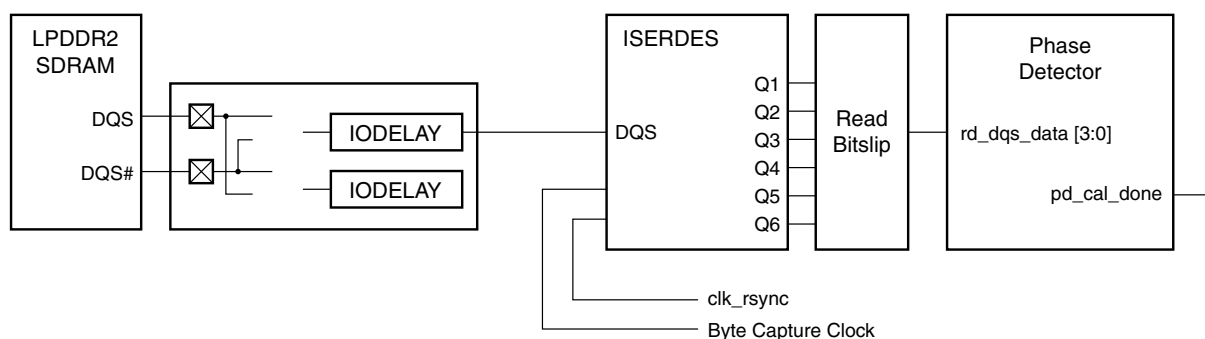 LPDDR2
SDRAM
DQS
DQS#
IODELAY
IODELAY
ISERDES
DQS
Q1
Q2
Q3
Q4
Q5
Q6
Read
Bitslip
Phase
Detector
rd_dqs_data [3:0]
pd_cal_done
clk_rsync
Byte Capture Clock